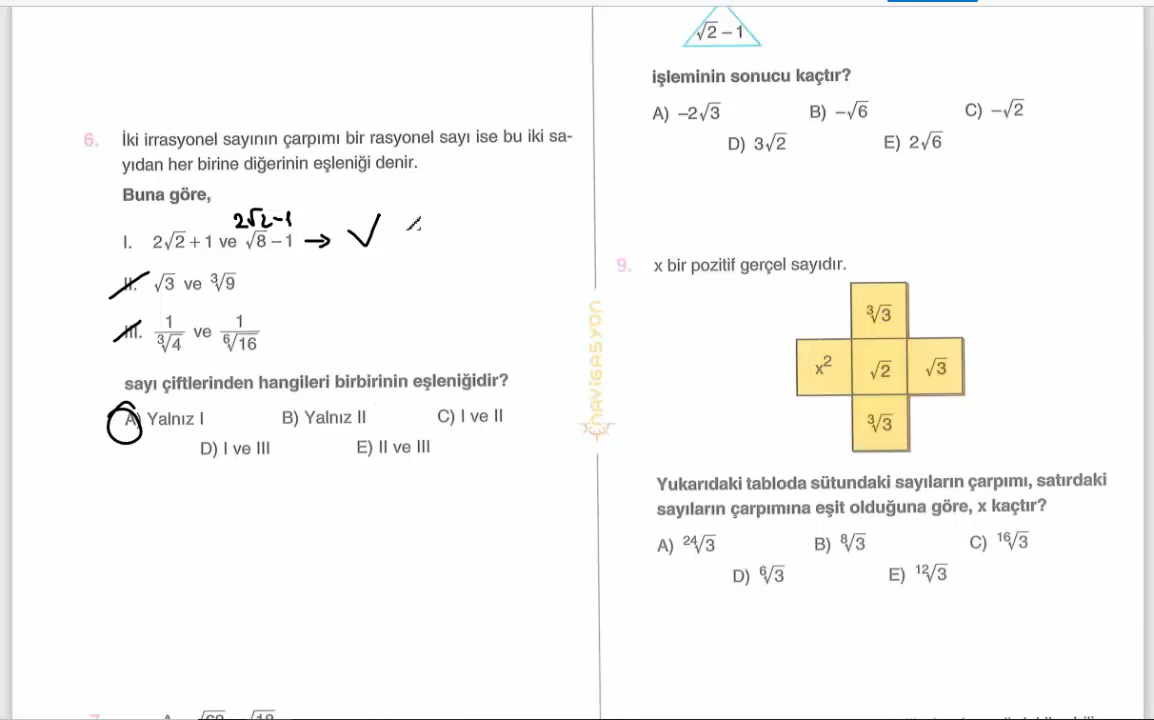 6. İki irrasyonel sayının çarpımı bir rasyonel sayı ise bu iki sa-
yıdan her birine diğerinin eşleniği denir.
Buna göre,
2√2-1
I. 2√2 + 1 ve √8 – 1 → √
II. √3 ve ³√9
III. 1/³√4 ve 1/⁶√16
sayı çiftlerinden hangileri birbirinin eşleniğidir?
A) Yalnız I B) Yalnız II C) I ve II
D) I ve III E) II ve III
NAVİGASYON
√2 – 1
işleminin sonucu kaçtır?
A) –2√3 B) –√6 C) –√2
D) 3√2 E) 2√6
9. x bir pozitif gerçel sayıdır.
³√3
x² √2 √3
³√3
Yukarıdaki tabloda sütundaki sayıların çarpımı, satırdaki
sayıların çarpımına eşit olduğuna göre, x kaçtır?
A) ²⁴√3 B) ⁸√3 C) ¹⁶√3
D) ⁶√3 E) ¹²√3